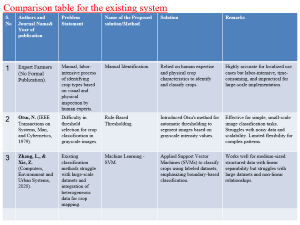 Comparison table for the existing system
S. No
Authors and Journal Name& Year of publication
Problem Statement
Name of the Proposed solution/Method
Solution
Remarks
1
Expert Farmers (No Formal Publication).
Manual, labor-intensive process of identifying crop types based on visual and physical inspection by human experts.
Manual Identification
Relied on human expertise and physical crop characteristics to identify and classify crops.
Highly accurate for localized use cases but labor-intensive, time-consuming, and impractical for large-scale implementation.
2
Otsu, N. (IEEE Transactions on Systems, Man, and Cybernetics, 1979).
Difficulty in threshold selection for crop classification in grayscale images.
Rule-Based Thresholding
Introduced Otsu's method for automatic thresholding to segment images based on grayscale intensity values.
Effective for simple, small-scale image classification tasks. Struggles with noisy data and scalability. Limited flexibility for complex patterns.
3
Zhang, L., & Xie, Z. (Computers, Environment and Urban Systems, 2020).
Existing classification methods struggle with large-scale datasets and integration of heterogeneous data for crop mapping.
Machine Learning - SVM
Applied Support Vector Machines (SVMs) to classify crops using labeled datasets, emphasizing boundary-based classification.
Works well for medium-sized structured data with linear separability but struggles with large datasets and non-linear relationships.